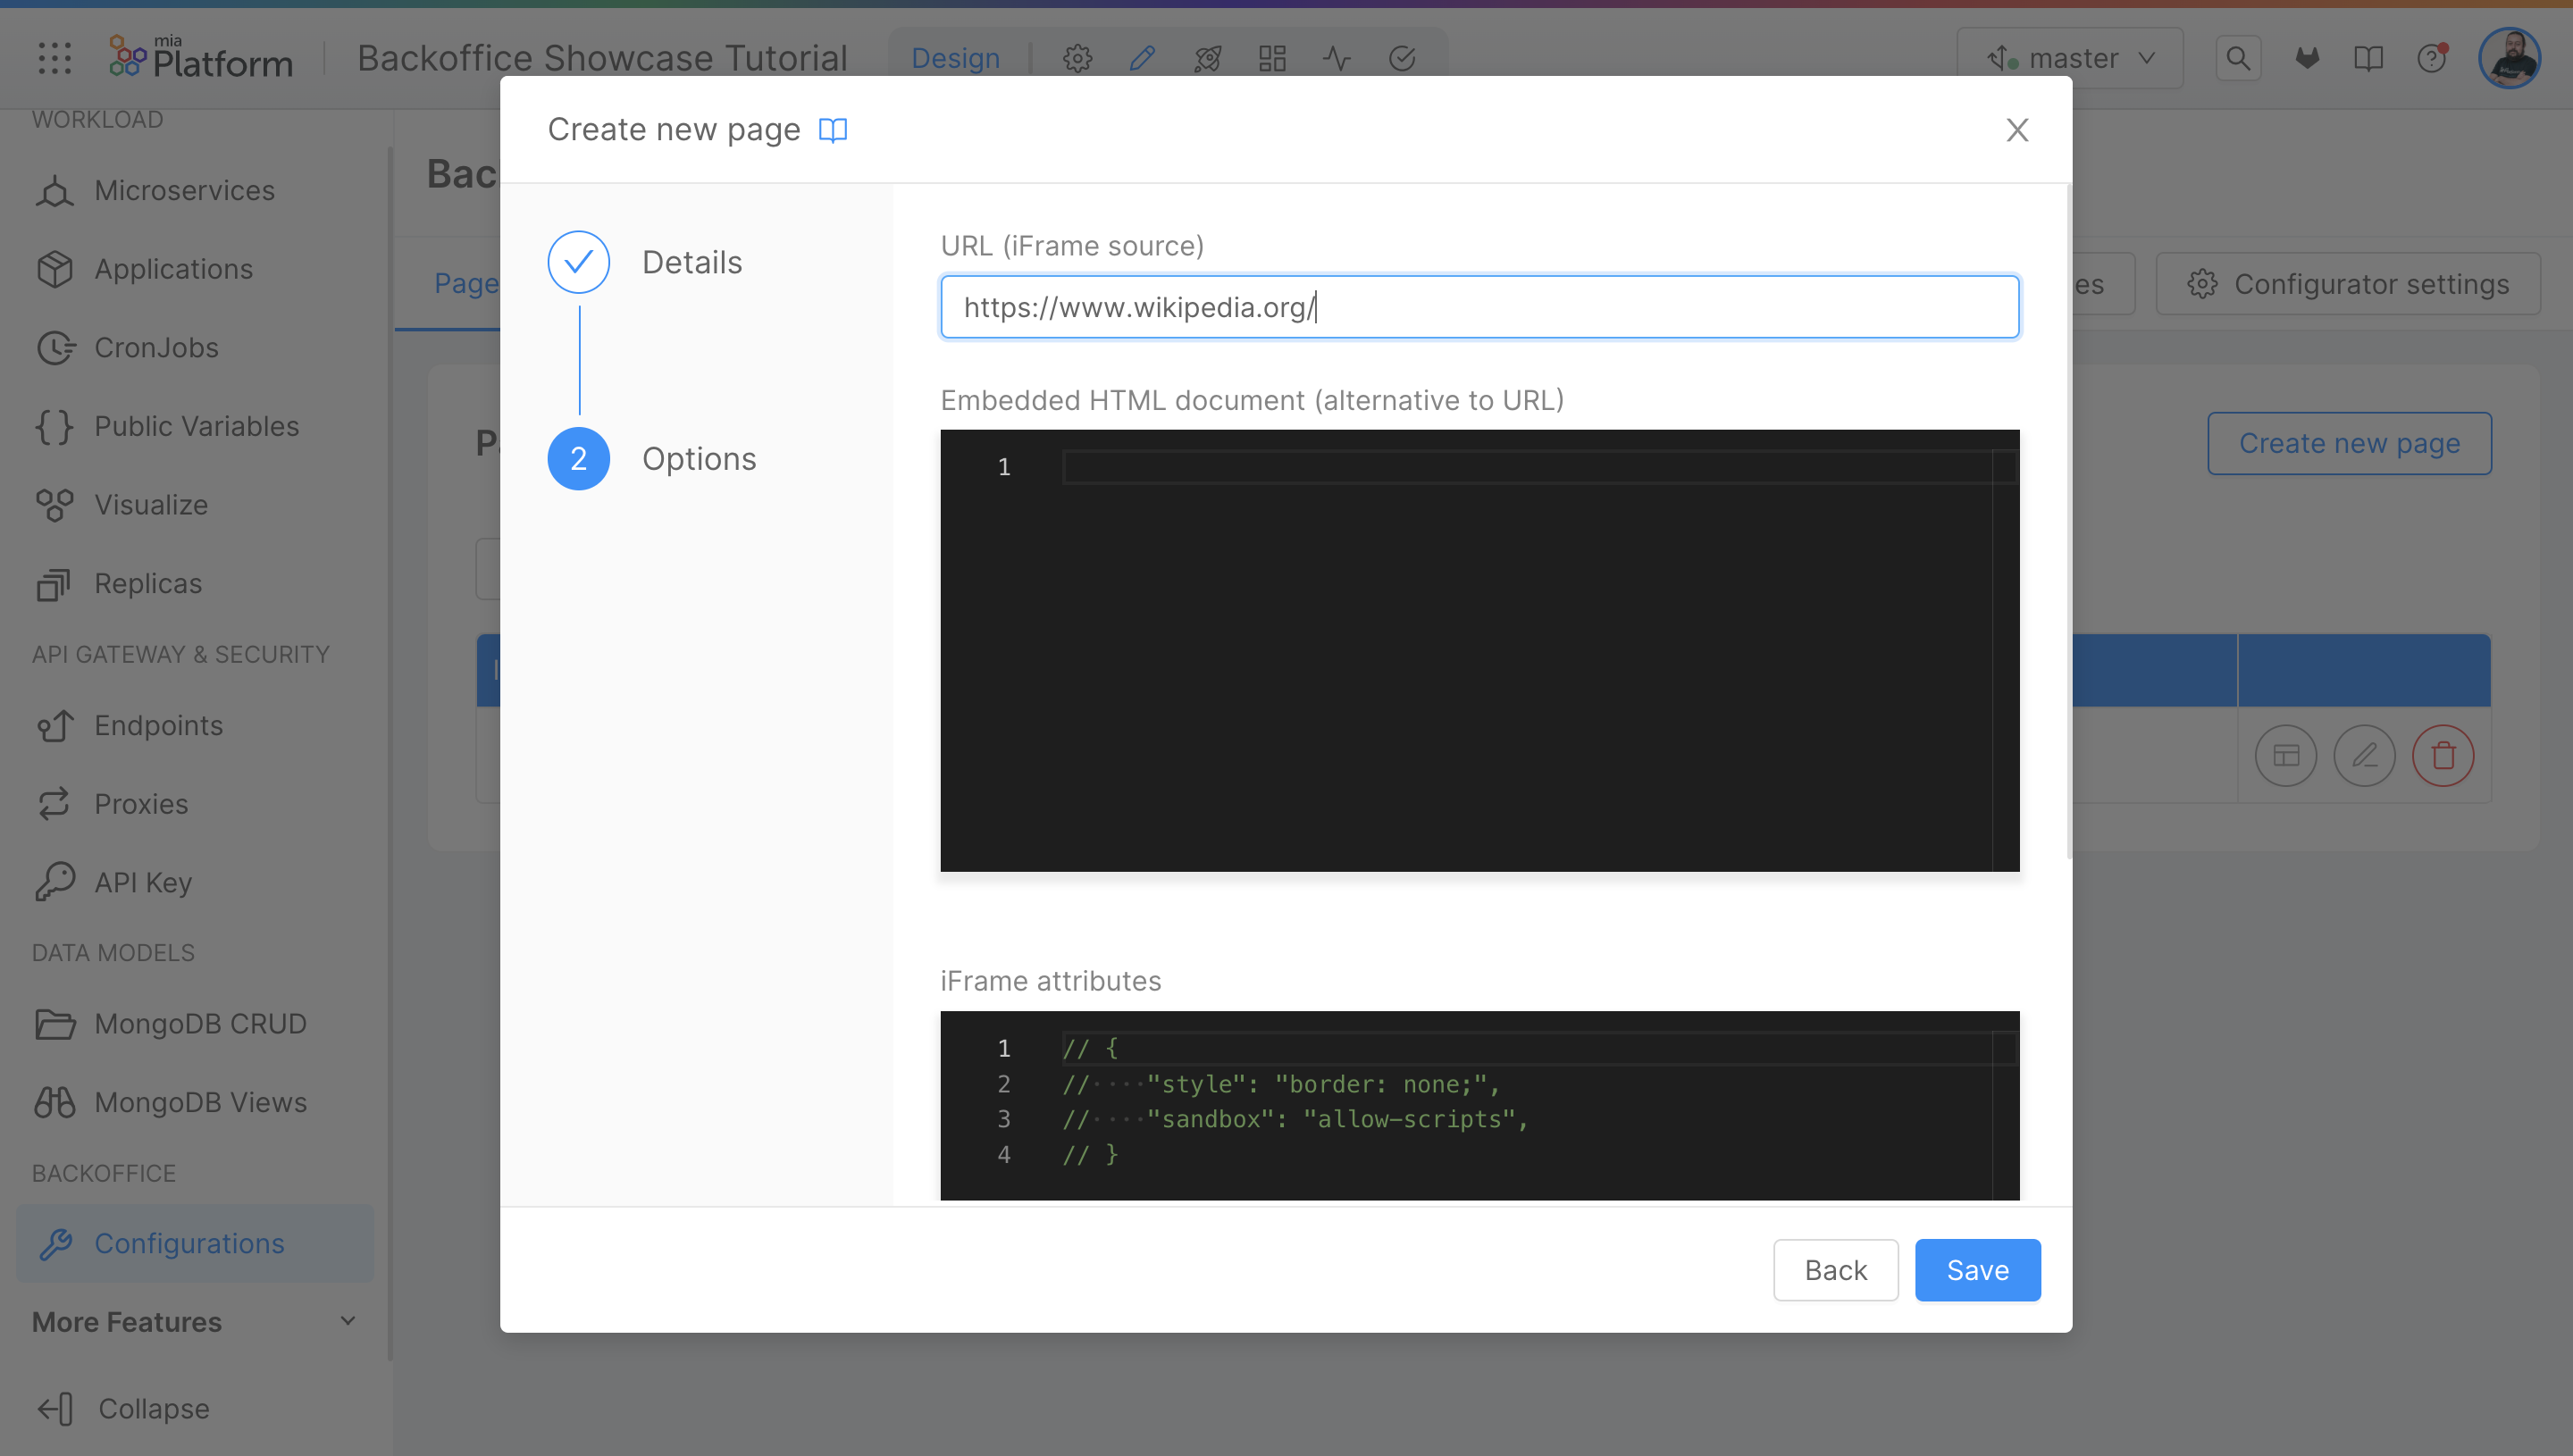 mia
Platform
Backoffice Showcase Tutorial
Design
master
WORKLOAD
Microservices
Applications
CronJobs
Public Variables
Visualize
Replicas
API GATEWAY & SECURITY
Endpoints
Proxies
API Key
DATA MODELS
MongoDB CRUD
MongoDB Views
BACKOFFICE
Configurations
More Features
Collapse
Bac
Page
Configurator settings
Create new page
Create new page
X
Details
2 Options
URL (iFrame source)
https://www.wikipedia.org/
Embedded HTML document (alternative to URL)
1
iFrame attributes
1 // {
2 //····"style": "border: none;",
3 //····"sandbox": "allow-scripts",
4 // }
Back
Save